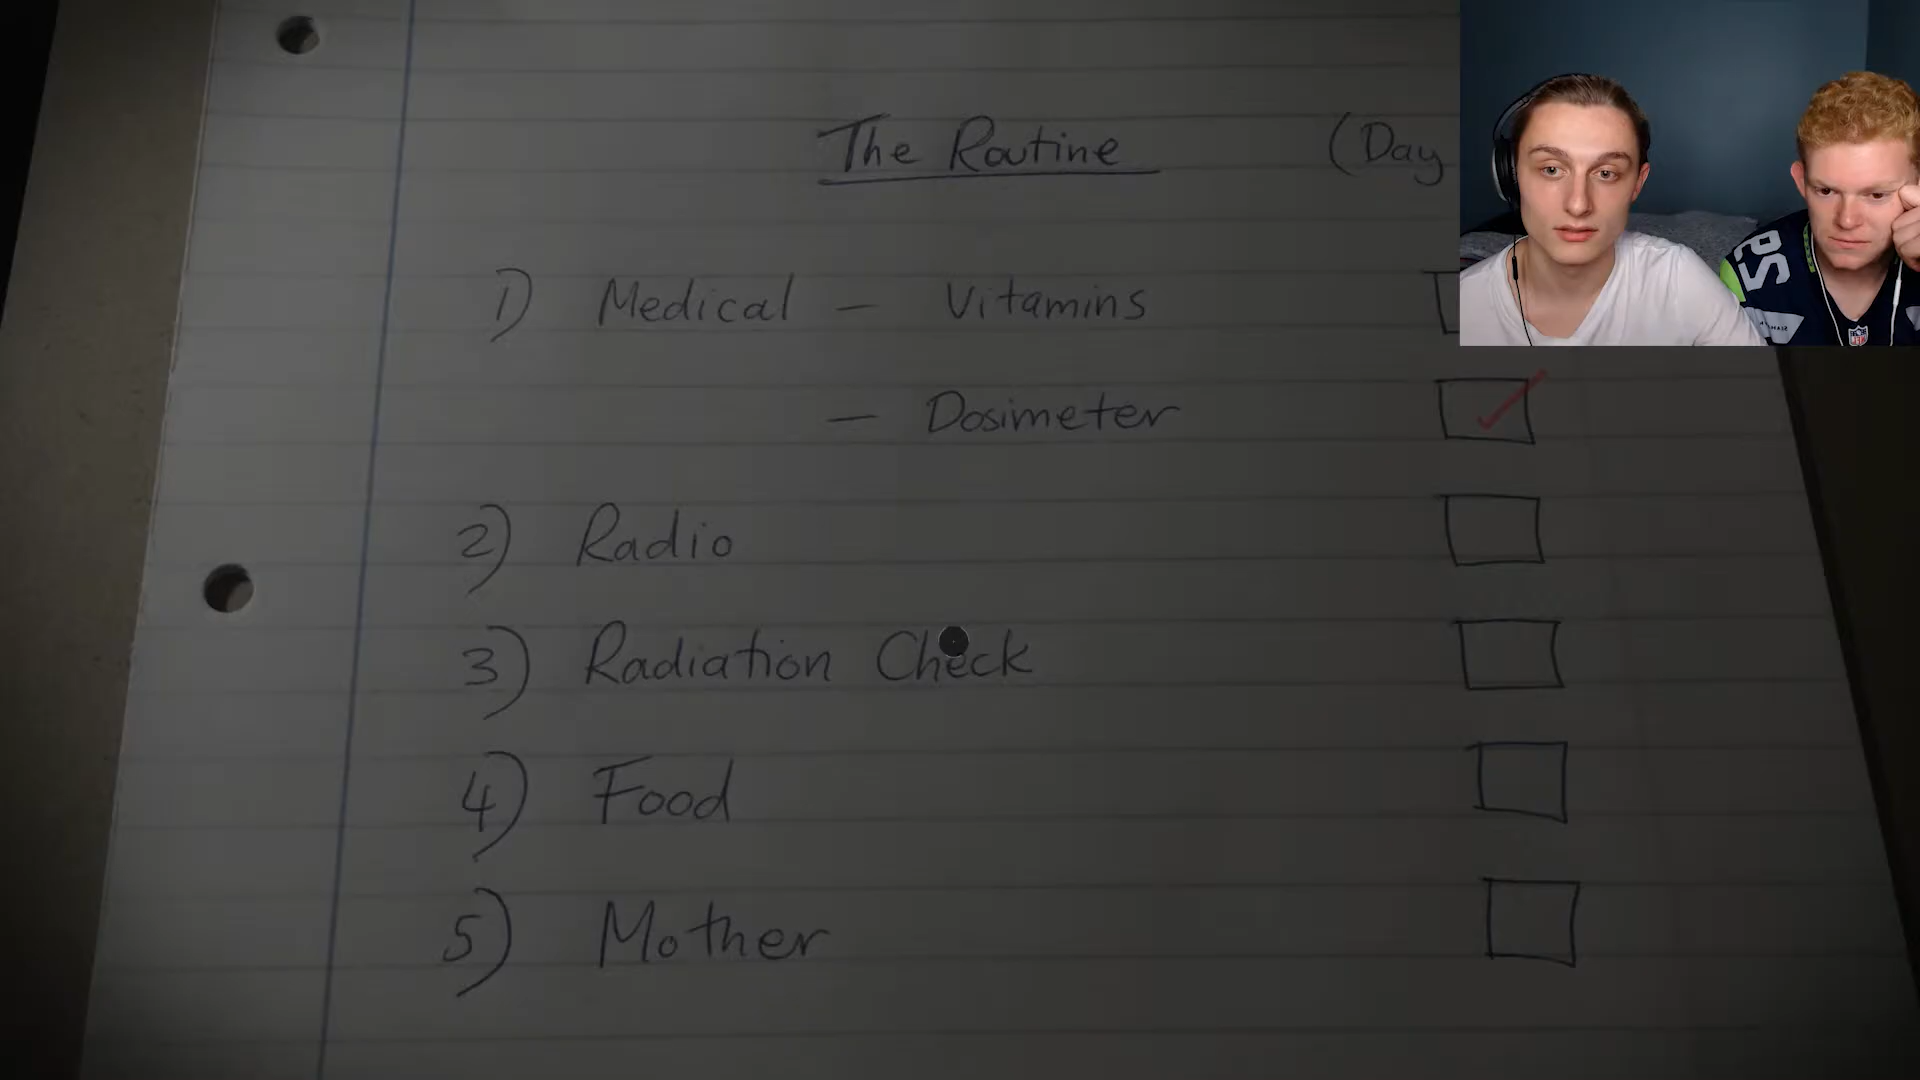 The Routine (Day
1) Medical - Vitamins
- Dosimeter
2) Radio
3) Radiation Check
4) Food
5) Mother